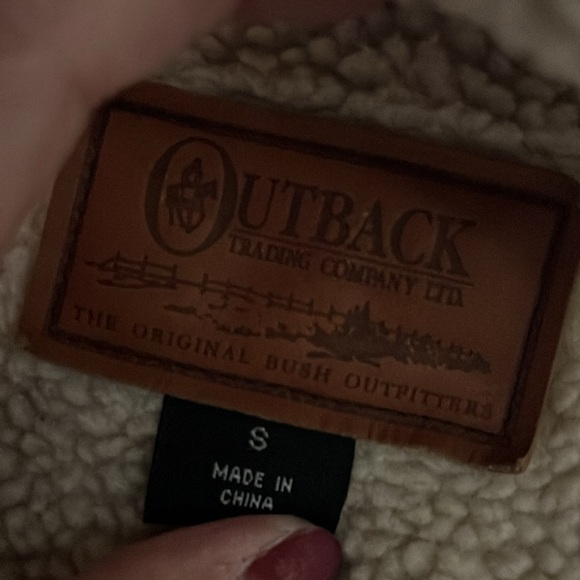 OUTBACK
TRADING COMPANY LTD.
THE ORIGINAL BUSH OUTFITTERS
S
MADE IN
CHINA